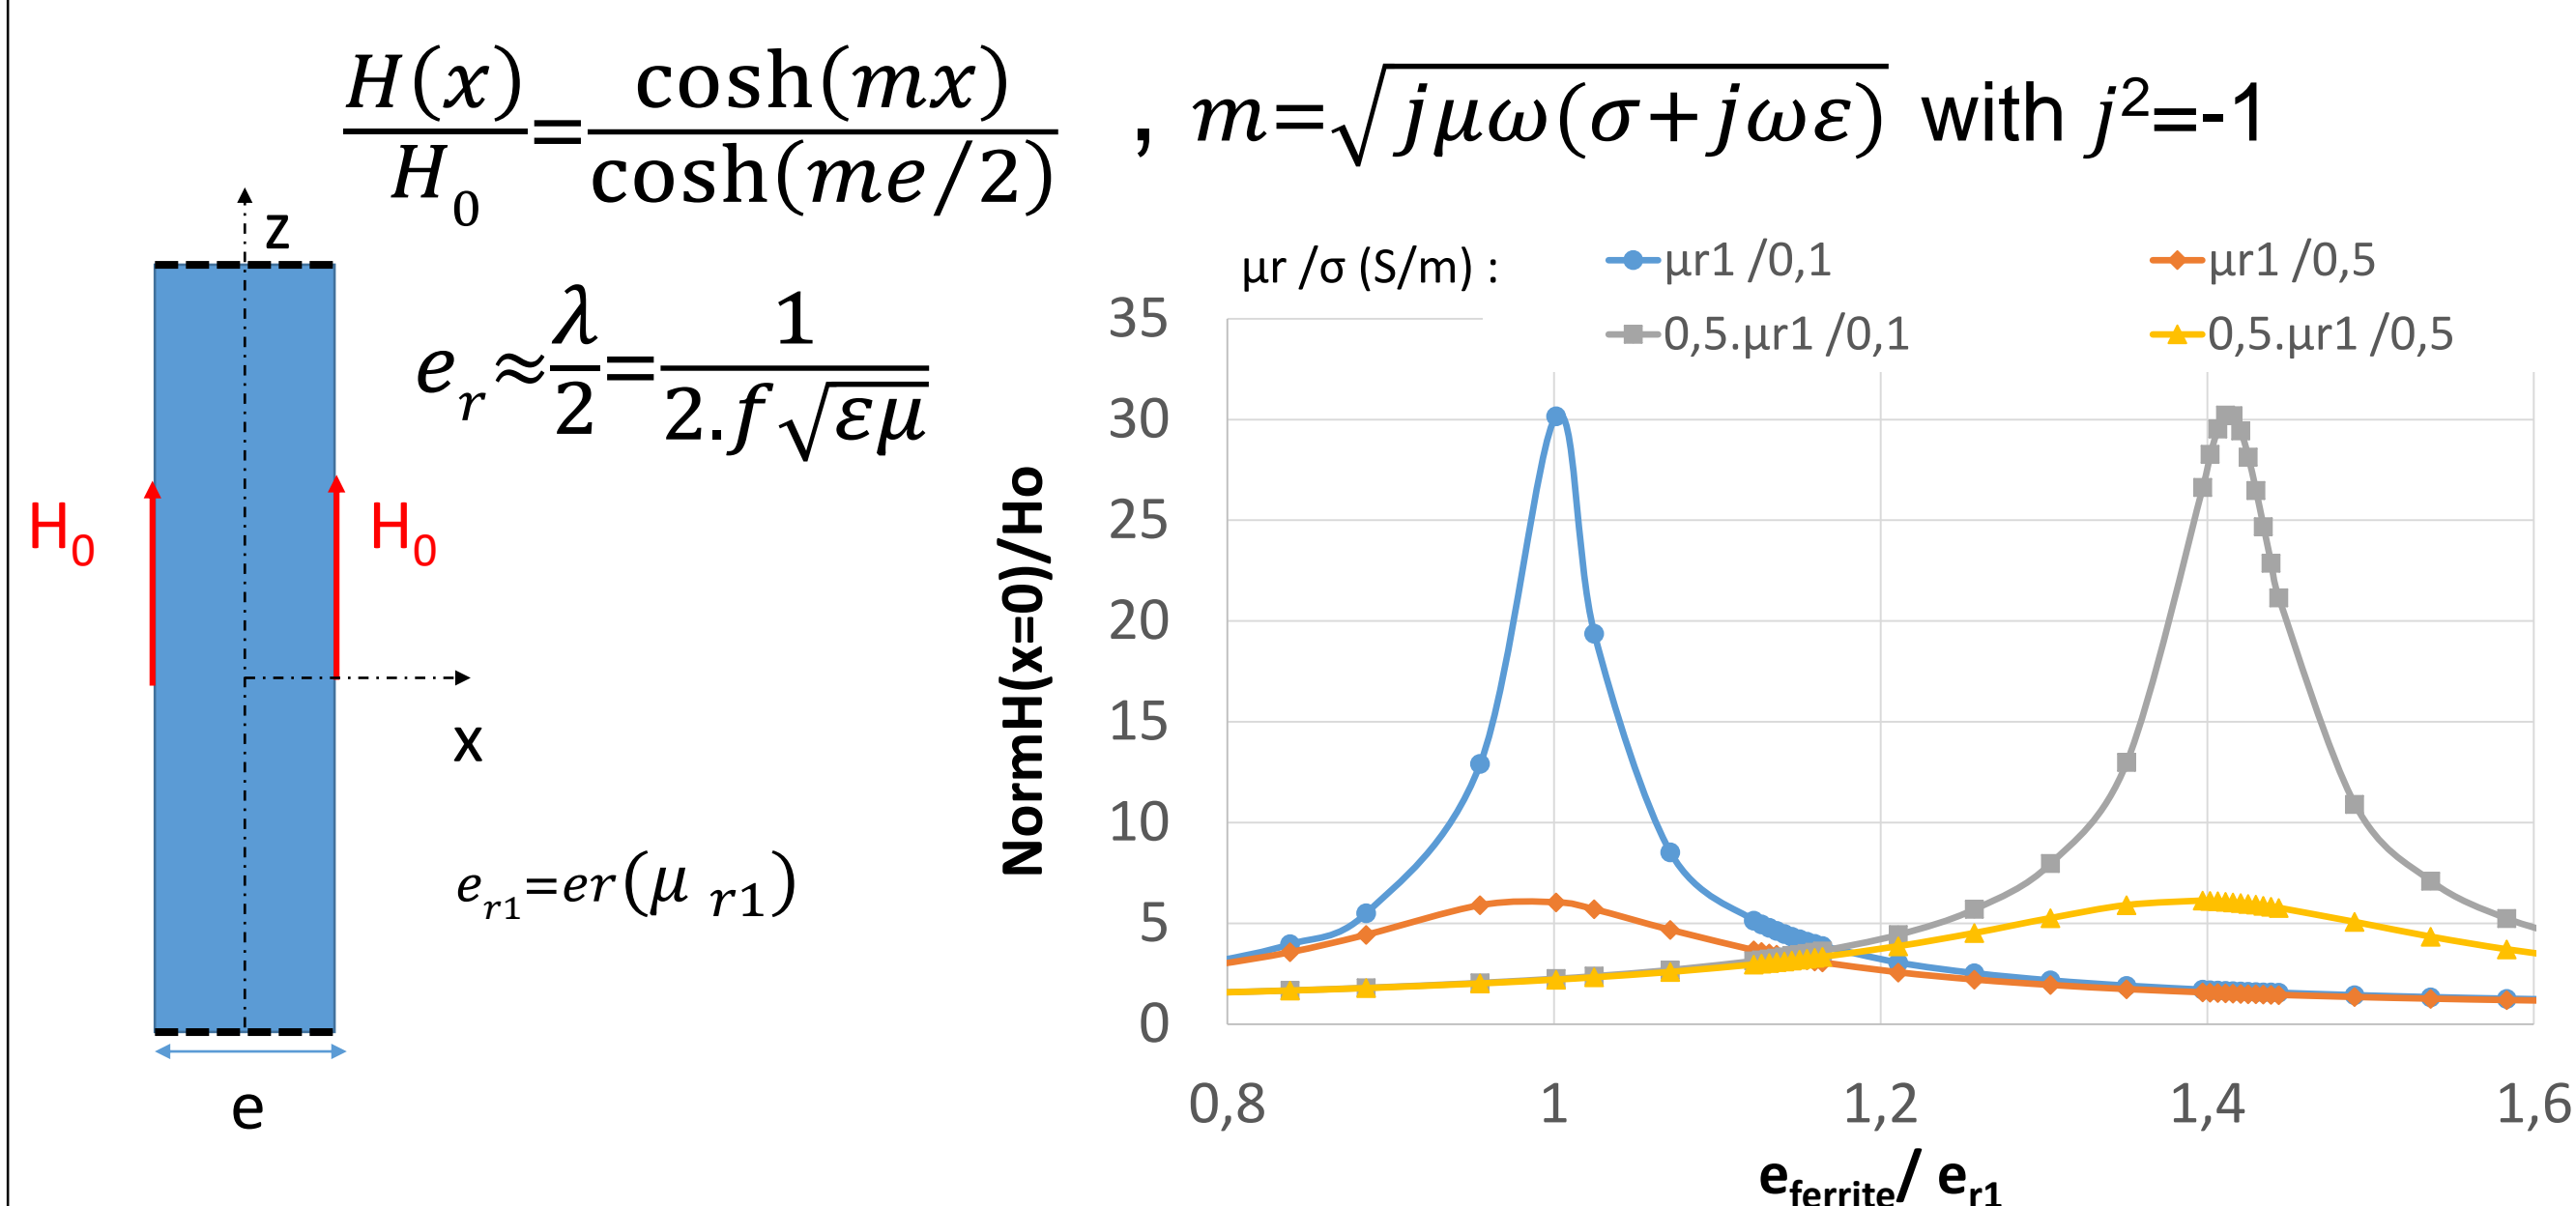 H(x)/H₀=cosh(mx)/cosh(me/2) , m=√(jμω(σ+jωε)) with j²=-1
z
eᵣ≈λ/2=1/(2.f√(εμ))
H₀ H₀
x
eᵣ₁=er(μ ᵣ₁)
e
μr /σ (S/m) :
μr1 /0,1
μr1 /0,5
0,5.μr1 /0,1
0,5.μr1 /0,5
NormH(x=0)/Ho
35
30
25
20
15
10
5
0
0,8 1 1,2 1,4 1,6
e_ferrite/ e_r1